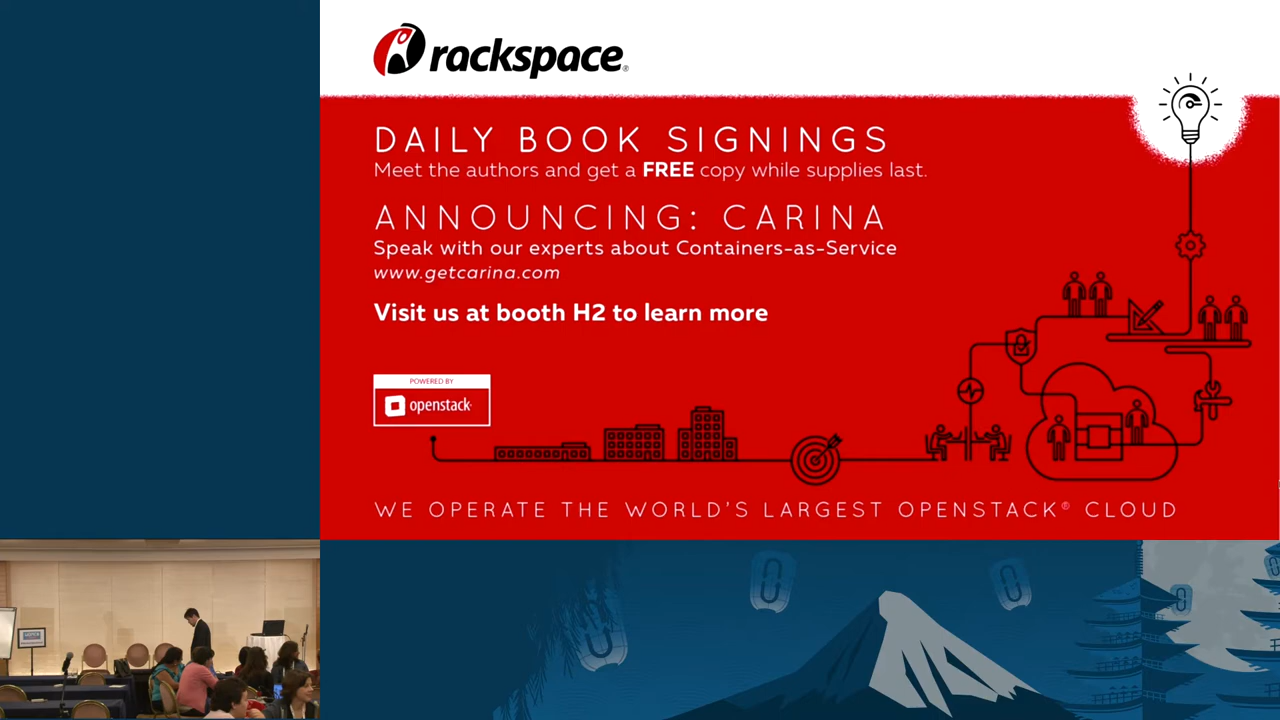 rackspace®
DAILY BOOK SIGNINGS
Meet the authors and get a FREE copy while supplies last.
ANNOUNCING: CARINA
Speak with our experts about Containers-as-Service
www.getcarina.com
Visit us at booth H2 to learn more
POWERED BY
openstack
WE OPERATE THE WORLD'S LARGEST OPENSTACK® CLOUD